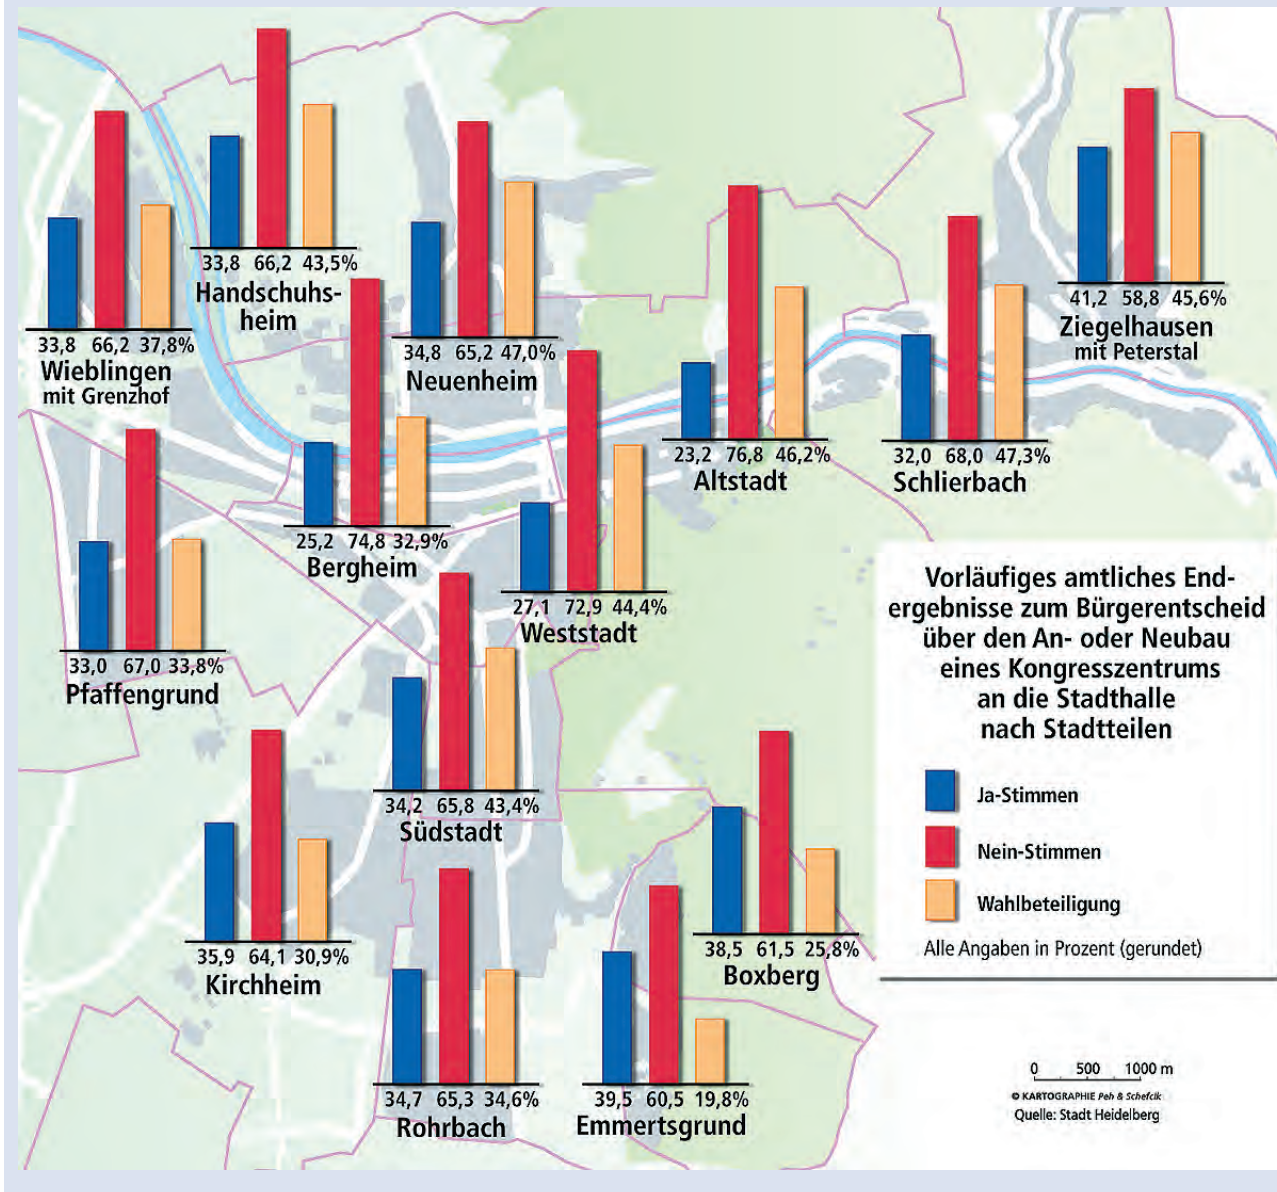 33,8 66,2 43,5%
Handschuhs-
heim
33,8 66,2 37,8%
Wieblingen
mit Grenzhof
34,8 65,2 47,0%
Neuenheim
41,2 58,8 45,6%
Ziegelhausen
mit Peterstal
23,2 76,8 46,2%
Altstadt
32,0 68,0 47,3%
Schlierbach
25,2 74,8 32,9%
Bergheim
27,1 72,9 44,4%
Weststadt
33,0 67,0 33,8%
Pfaffengrund
34,2 65,8 43,4%
Südstadt
35,9 64,1 30,9%
Kirchheim
38,5 61,5 25,8%
Boxberg
34,7 65,3 34,6%
Rohrbach
39,5 60,5 19,8%
Emmertsgrund
Vorläufiges amtliches End-
ergebnisse zum Bürgerentscheid
über den An- oder Neubau
eines Kongresszentrums
an die Stadthalle
nach Stadtteilen
Ja-Stimmen
Nein-Stimmen
Wahlbeteiligung
Alle Angaben in Prozent (gerundet)
0 500 1000 m
© KARTOGRAPHIE Peh & Schefcik
Quelle: Stadt Heidelberg